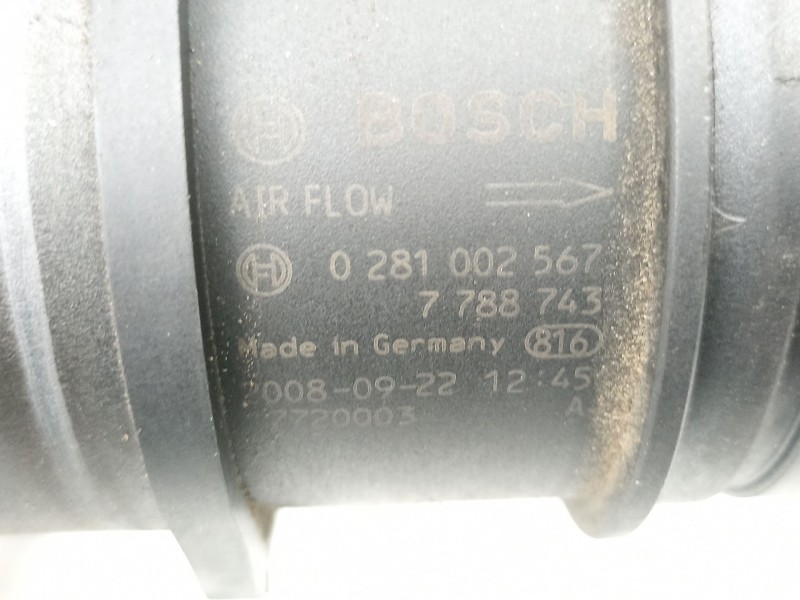 BOSCH
AIR FLOW
0 281 002 567
7 788 743
Made in Germany 816
2008-09-22 12:45
7720003